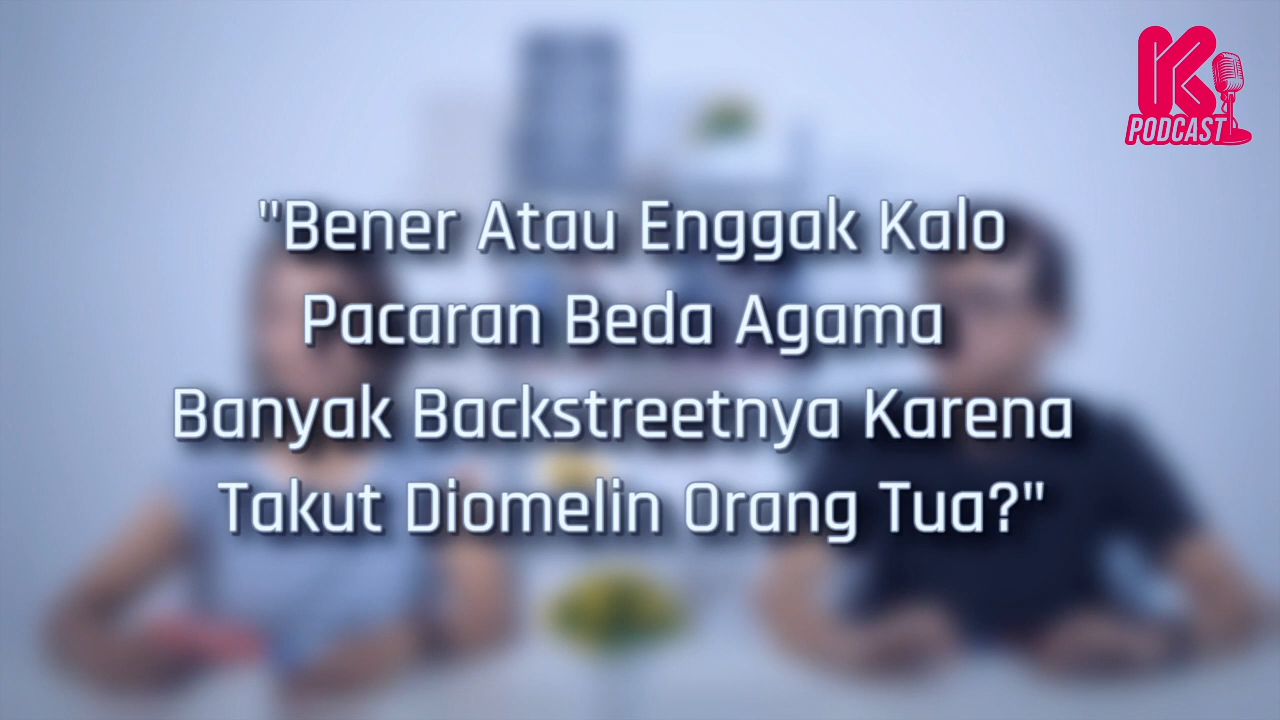 K
PODCAST
"Bener Atau Enggak Kalo
Pacaran Beda Agama
Banyak Backstreetnya Karena
Takut Diomelin Orang Tua?"